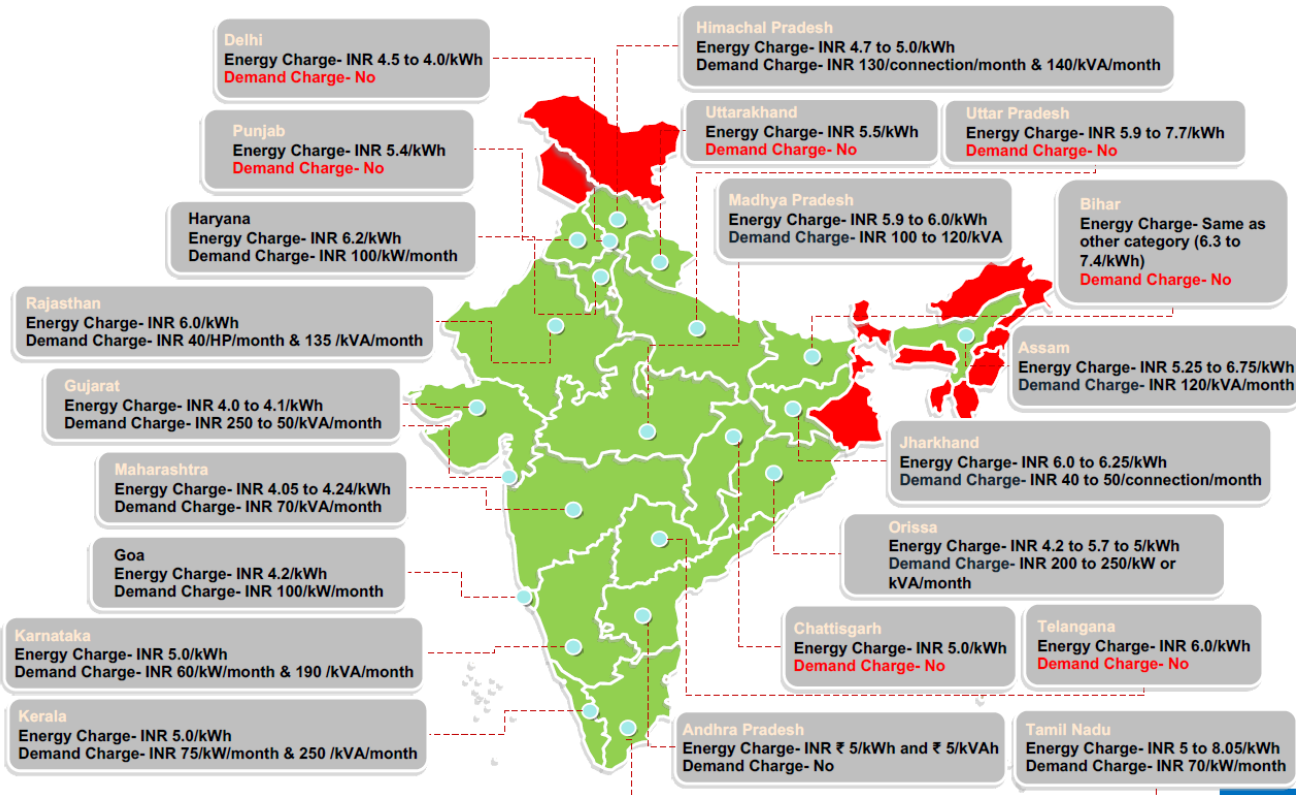 Delhi
Energy Charge- INR 4.5 to 4.0/kWh
Demand Charge- No
Himachal Pradesh
Energy Charge- INR 4.7 to 5.0/kWh
Demand Charge- INR 130/connection/month & 140/kVA/month
Punjab
Energy Charge- INR 5.4/kWh
Demand Charge- No
Uttarakhand
Energy Charge- INR 5.5/kWh
Demand Charge- No
Uttar Pradesh
Energy Charge- INR 5.9 to 7.7/kWh
Demand Charge- No
Haryana
Energy Charge- INR 6.2/kWh
Demand Charge- INR 100/kW/month
Madhya Pradesh
Energy Charge- INR 5.9 to 6.0/kWh
Demand Charge- INR 100 to 120/kVA
Bihar
Energy Charge- Same as
other category (6.3 to
7.4/kWh)
Demand Charge- No
Rajasthan
Energy Charge- INR 6.0/kWh
Demand Charge- INR 40/HP/month & 135 /kVA/month
Assam
Energy Charge- INR 5.25 to 6.75/kWh
Demand Charge- INR 120/kVA/month
Gujarat
Energy Charge- INR 4.0 to 4.1/kWh
Demand Charge- INR 250 to 50/kVA/month
Jharkhand
Energy Charge- INR 6.0 to 6.25/kWh
Demand Charge- INR 40 to 50/connection/month
Maharashtra
Energy Charge- INR 4.05 to 4.24/kWh
Demand Charge- INR 70/kVA/month
Orissa
Energy Charge- INR 4.2 to 5.7 to 5/kWh
Demand Charge- INR 200 to 250/kW or
kVA/month
Goa
Energy Charge- INR 4.2/kWh
Demand Charge- INR 100/kW/month
Chattisgarh
Energy Charge- INR 5.0/kWh
Demand Charge- No
Telangana
Energy Charge- INR 6.0/kWh
Demand Charge- No
Karnataka
Energy Charge- INR 5.0/kWh
Demand Charge- INR 60/kW/month & 190 /kVA/month
Kerala
Energy Charge- INR 5.0/kWh
Demand Charge- INR 75/kW/month & 250 /kVA/month
Andhra Pradesh
Energy Charge- INR ₹ 5/kWh and ₹ 5/kVAh
Demand Charge- No
Tamil Nadu
Energy Charge- INR 5 to 8.05/kWh
Demand Charge- INR 70/kW/month